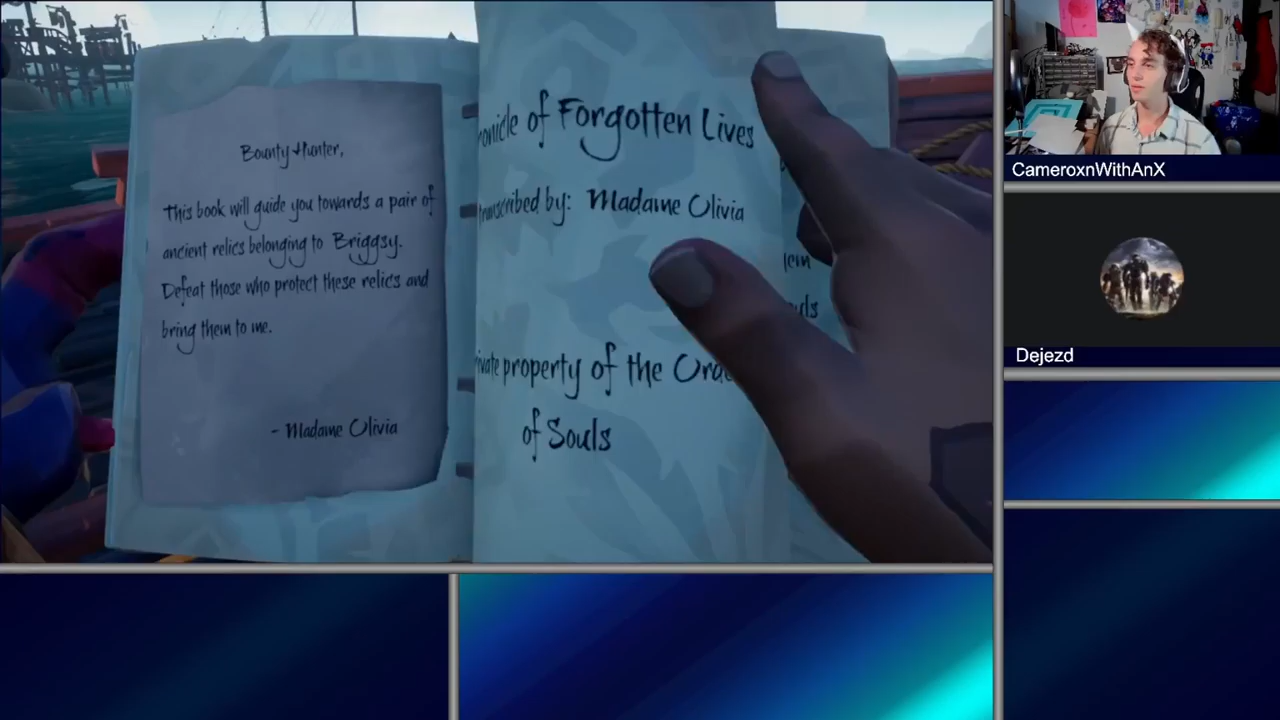 Bounty Hunter,
This book will guide you towards a pair of
ancient relics belonging to Briggsy.
Defeat those who protect these relics and
bring them to me.
- Madame Olivia
of Forgotten Lives
by: Madame Olivia
property of the
of Souls
CameroxnWithAnX
Dejezd